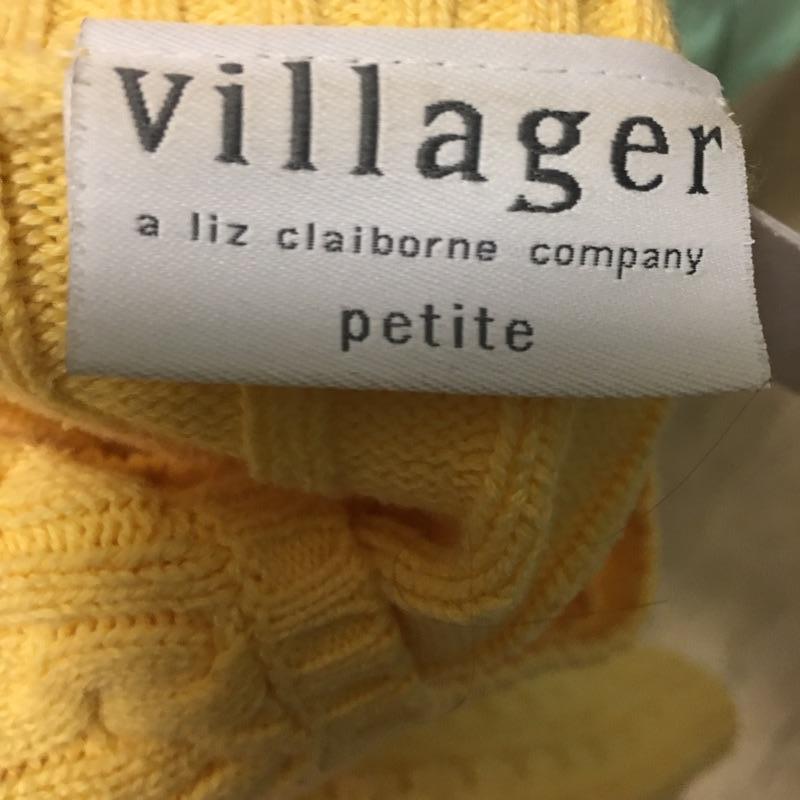 villager
a liz claiborne company
petite